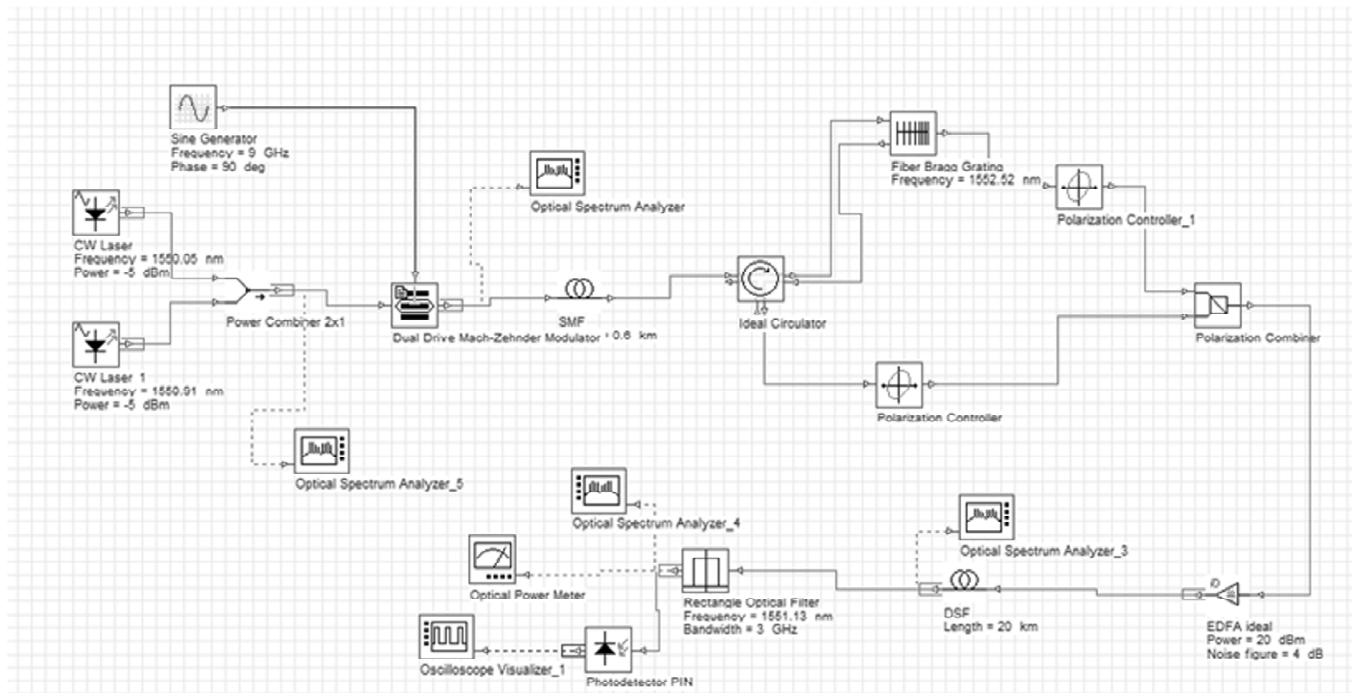 Sine Generator
Frequency = 9 GHz
Phase = 90 deg
Optical Spectrum Analyzer
Fiber Bragg Grating
Frequency = 1552.52 nm
Polarization Controller_1
CW Laser
Frequency = 1550.05 nm
Power = -5 dBm
Power Combiner 2x1
Dual Drive Mach-Zehnder Modulator
SMF
0.6 km
Ideal Circulator
Polarization Combiner
CW Laser 1
Frequency = 1550.91 nm
Power = -5 dBm
Polarization Controller
Optical Spectrum Analyzer_5
Optical Spectrum Analyzer_4
Optical Spectrum Analyzer_3
Optical Power Meter
Rectangle Optical Filter
Frequency = 1551.13 nm
Bandwidth = 3 GHz
DSF
Length = 20 km
EDFA ideal
Power = 20 dBm
Noise figure = 4 dB
Oscilloscope Visualizer_1
Photodetector PIN